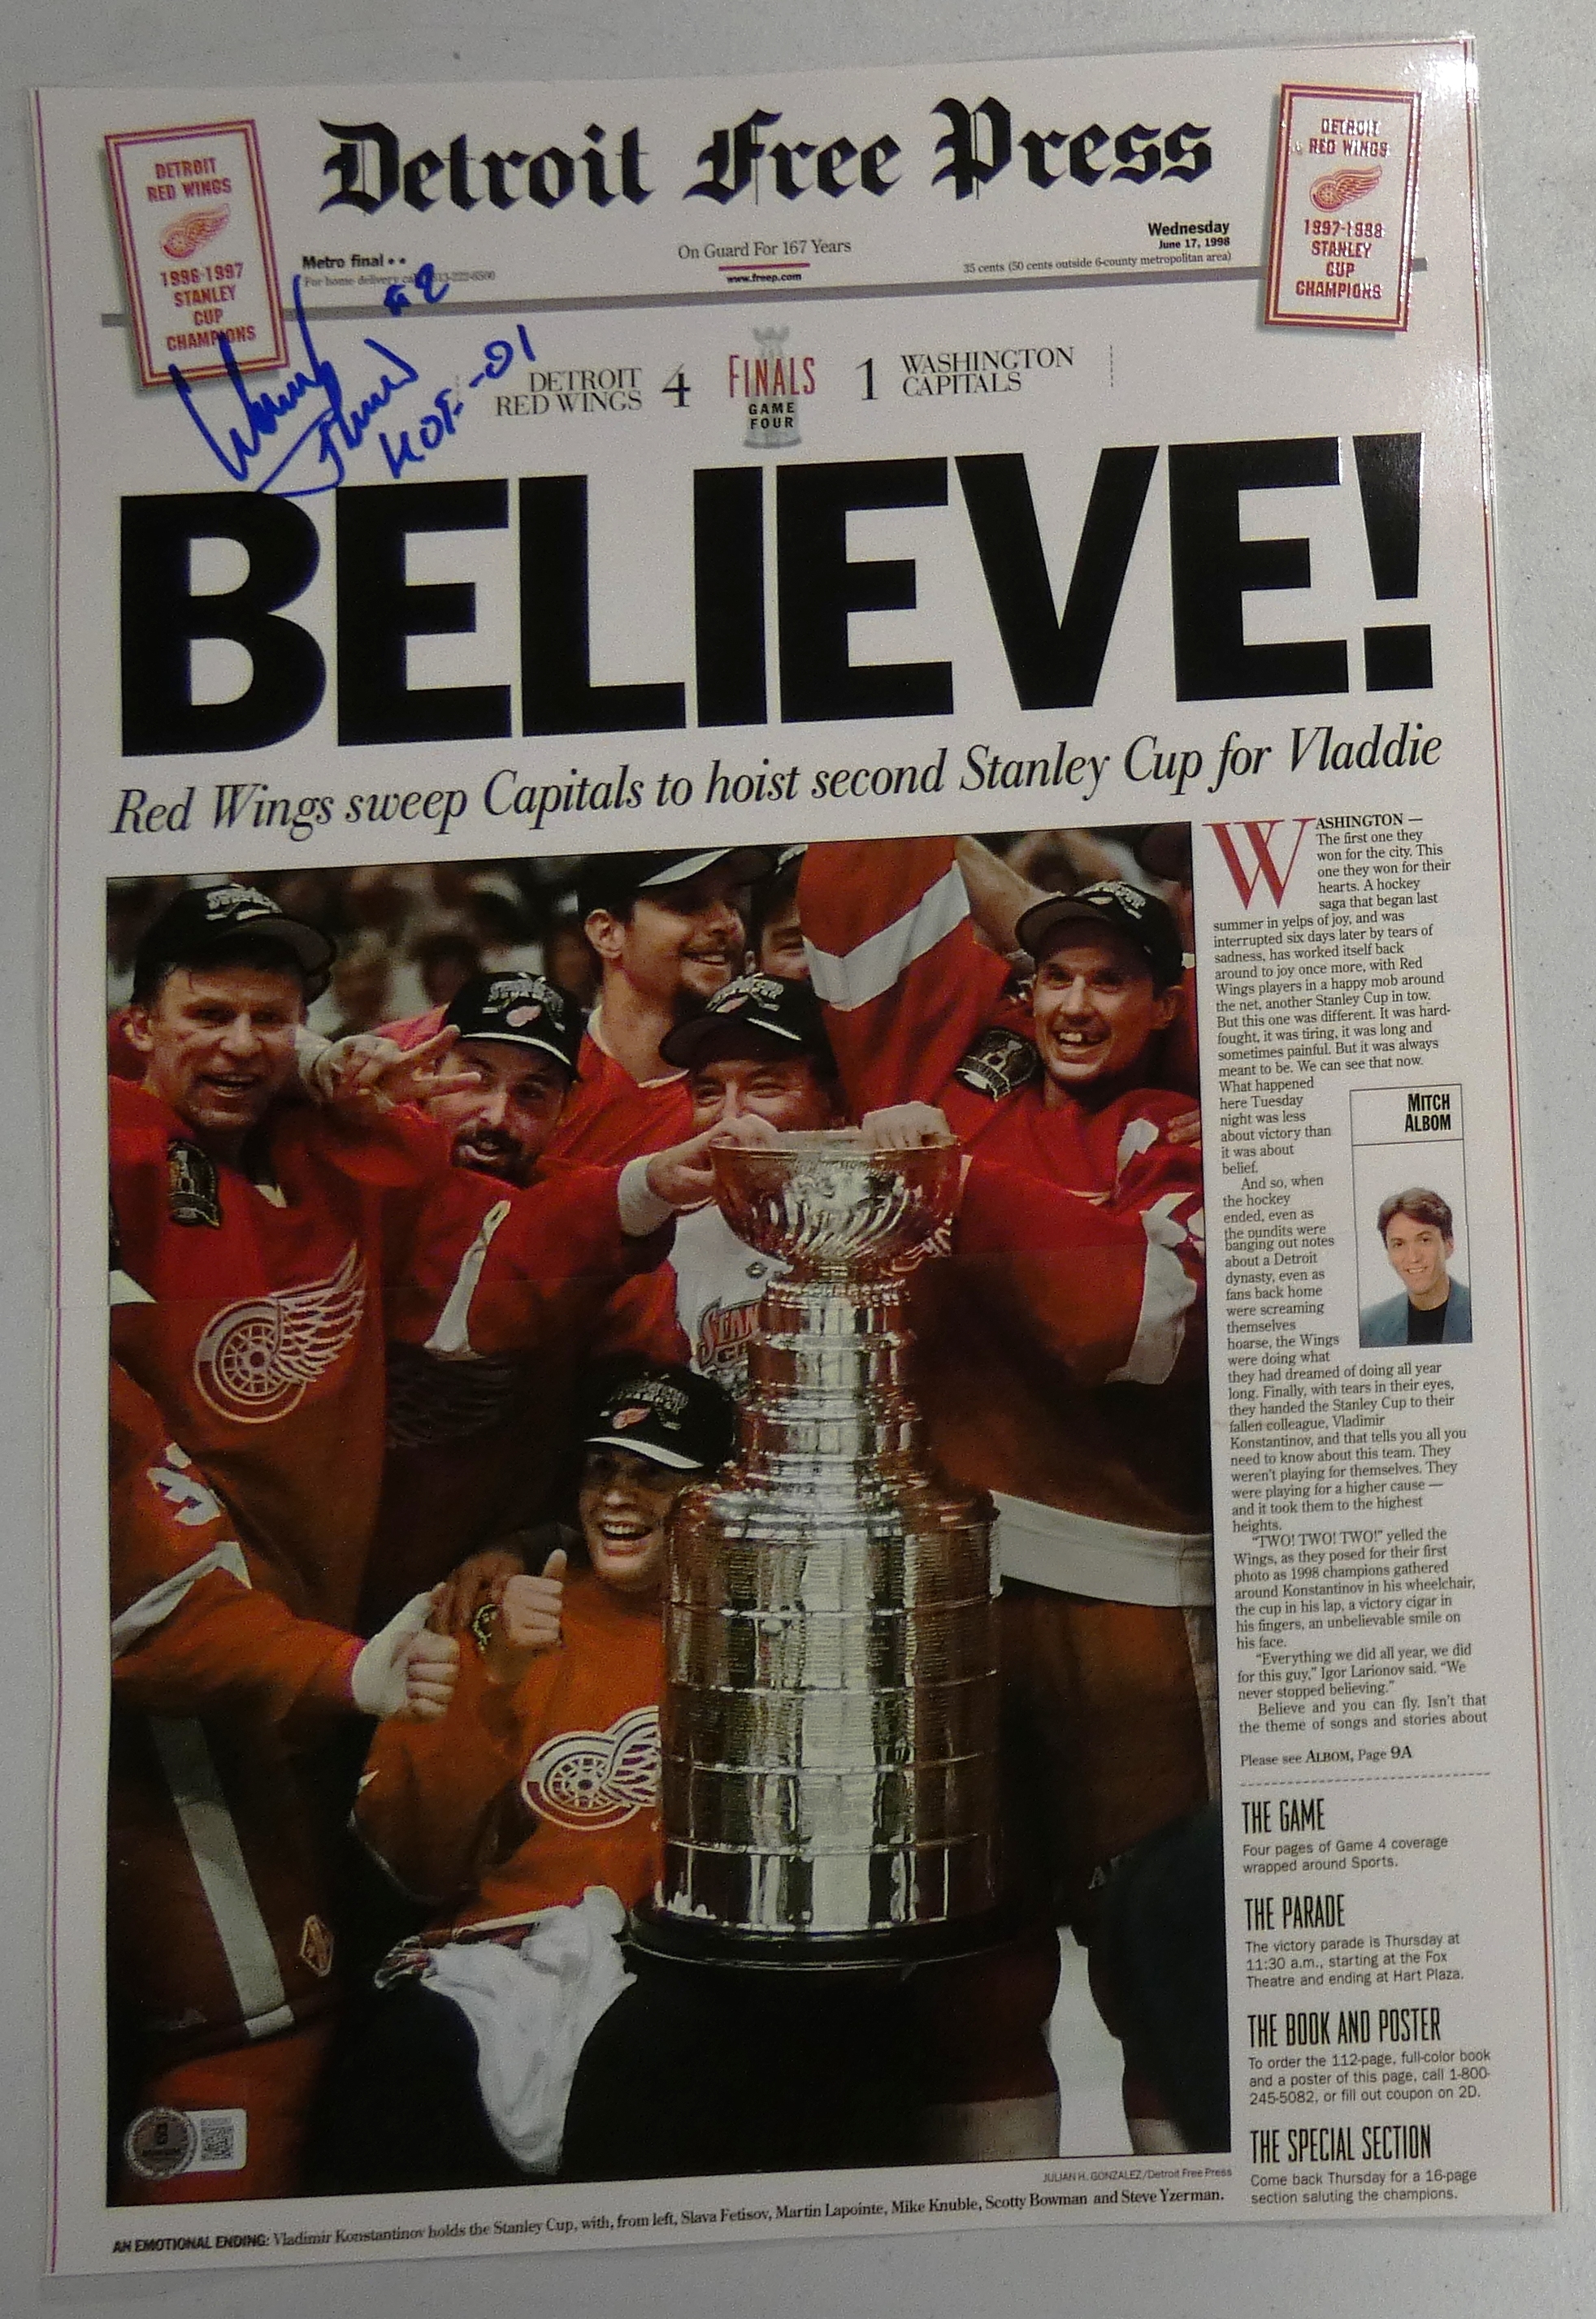 DETROIT
RED WINGS
1996-1997
STANLEY
CUP
CHAMPIONS
Detroit Free Press
DETROIT
RED WINGS
1997-1998
STANLEY
CUP
CHAMPIONS
Metro final
On Guard For 167 Years
www.freep.com
Wednesday
June 17, 1998
35 cents (50 cents outside 6-county metropolitan area)
#2
HOF-01
DETROIT
RED WINGS 4
FINALS
GAME
FOUR
1 WASHINGTON
CAPITALS
BELIEVE!
Red Wings sweep Capitals to hoist second Stanley Cup for Vladdie
WASHINGTON —
The first one they
won for the city. This
one they won for their
hearts. A hockey
saga that began last
summer in yelps of joy, and was
interrupted six days later by tears of
sadness, has worked itself back
around to joy once more, with Red
Wings players in a happy mob around
the net, another Stanley Cup in tow.
But this one was different. It was hard-
fought, it was tiring, it was long and
sometimes painful. But it was always
meant to be. We can see that now.
What happened
here Tuesday
night was less
about victory than
it was about
belief.
And so, when
the hockey
ended, even as
the pundits were
banging out notes
about a Detroit
dynasty, even as
fans back home
were screaming
themselves
hoarse, the Wings
were doing what
they had dreamed of doing all year
long. Finally, with tears in their eyes,
they handed the Stanley Cup to their
fallen colleague, Vladimir
Konstantinov, and that tells you all you
need to know about this team. They
weren't playing for themselves. They
were playing for a higher cause —
and it took them to the highest
heights.
"TWO! TWO! TWO!" yelled the
Wings, as they posed for their first
photo as 1998 champions gathered
around Konstantinov in his wheelchair,
the cup in his lap, a victory cigar in
his fingers, an unbelievable smile on
his face.
"Everything we did all year, we did
for this guy," Igor Larionov said. "We
never stopped believing."
Believe and you can fly. Isn't that
the theme of songs and stories about
Please see ALBOM, Page 9A
MITCH
ALBOM
THE GAME
Four pages of Game 4 coverage
wrapped around Sports.
THE PARADE
The victory parade is Thursday at
11:30 a.m., starting at the Fox
Theatre and ending at Hart Plaza.
THE BOOK AND POSTER
To order the 112-page, full-color book
and a poster of this page, call 1-800-
245-5082, or fill out coupon on 2D.
THE SPECIAL SECTION
Come back Thursday for a 16-page
section saluting the champions.
JULIAN H. GONZALEZ/Detroit Free Press
AN EMOTIONAL ENDING: Vladimir Konstantinov holds the Stanley Cup, with, from left, Slava Fetisov, Martin Lapointe, Mike Knuble, Scotty Bowman and Steve Yzerman.